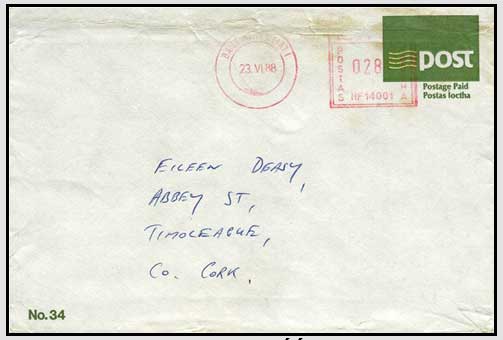 23.VI.88
POSTAS
028
HF14001
post
Postage Paid
Postas íoctha
EILEEN DEASY,
ABBEY ST,
TIMOLEAGUE,
CO. CORK.
No.34